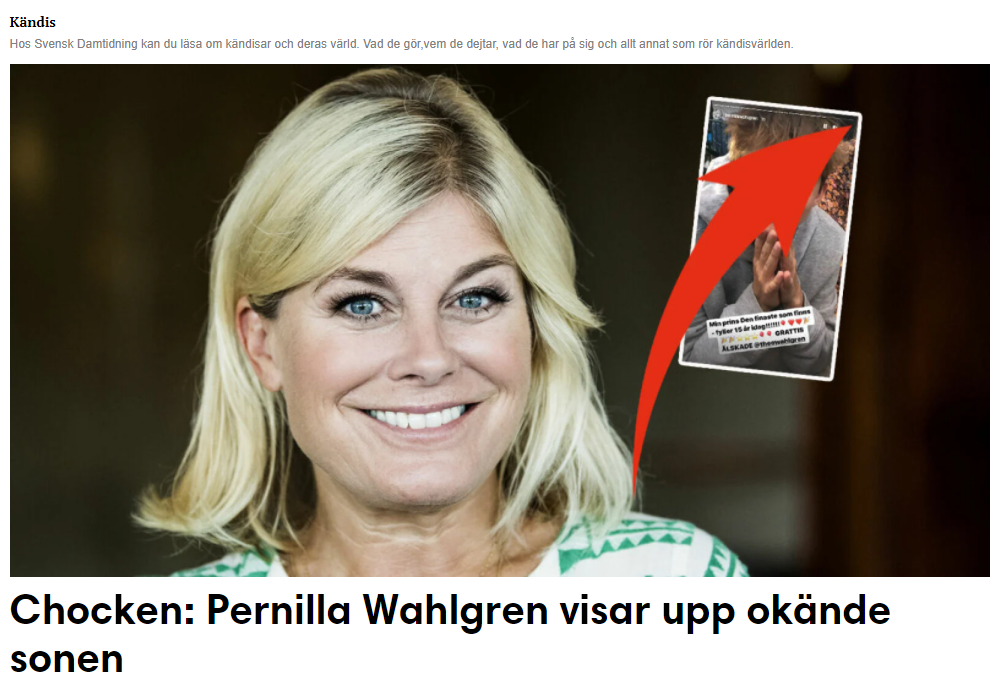 Kändis
Hos Svensk Damtidning kan du läsa om kändisar och deras värld. Vad de gör,vem de dejtar, vad de har på sig och allt annat som rör kändisvärlden.
Min prins Den finaste som finns
- fyller 15 år idag!!!!!!🎈❤️❤️🎉
🎉🎉⭐⭐⭐🎈🎈 GRATTIS
ÄLSKADE @theowahlgren
Chocken: Pernilla Wahlgren visar upp okände
sonen